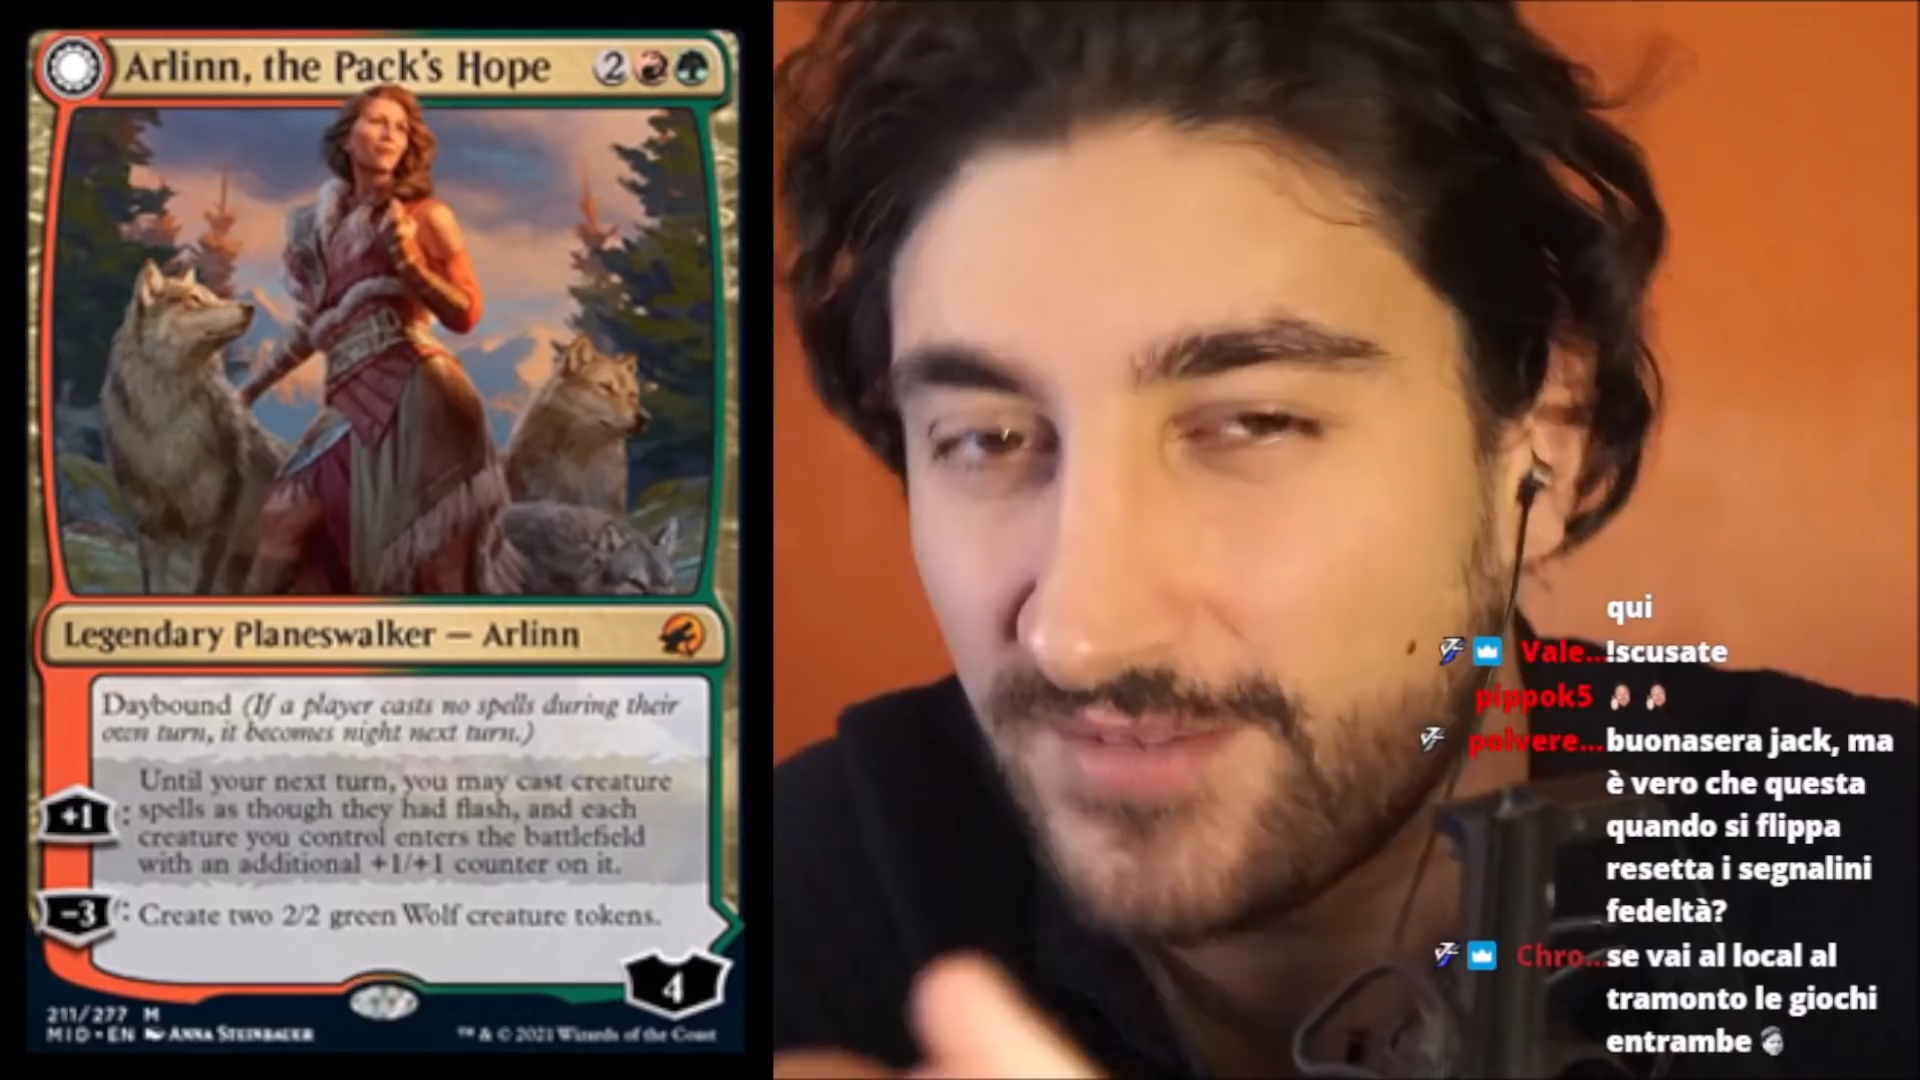 Arlinn, the Pack's Hope 2
Legendary Planeswalker — Arlinn
Daybound (If a player casts no spells during their
own turn, it becomes night next turn.)
Until your next turn, you may cast creature
+1: spells as though they had flash, and each
creature you control enters the battlefield
with an additional +1/+1 counter on it.
-3: Create two 2/2 green Wolf creature tokens.
4
211/277 M
MID • EN ANNA STEINBAUER
™ & © 2021 Wizards of the Coast
qui
Vale... !scusate
pippok5
polvere... buonasera jack, ma
è vero che questa
quando si flippa
resetta i segnalini
fedeltà?
Chro... se vai al local al
tramonto le giochi
entrambe